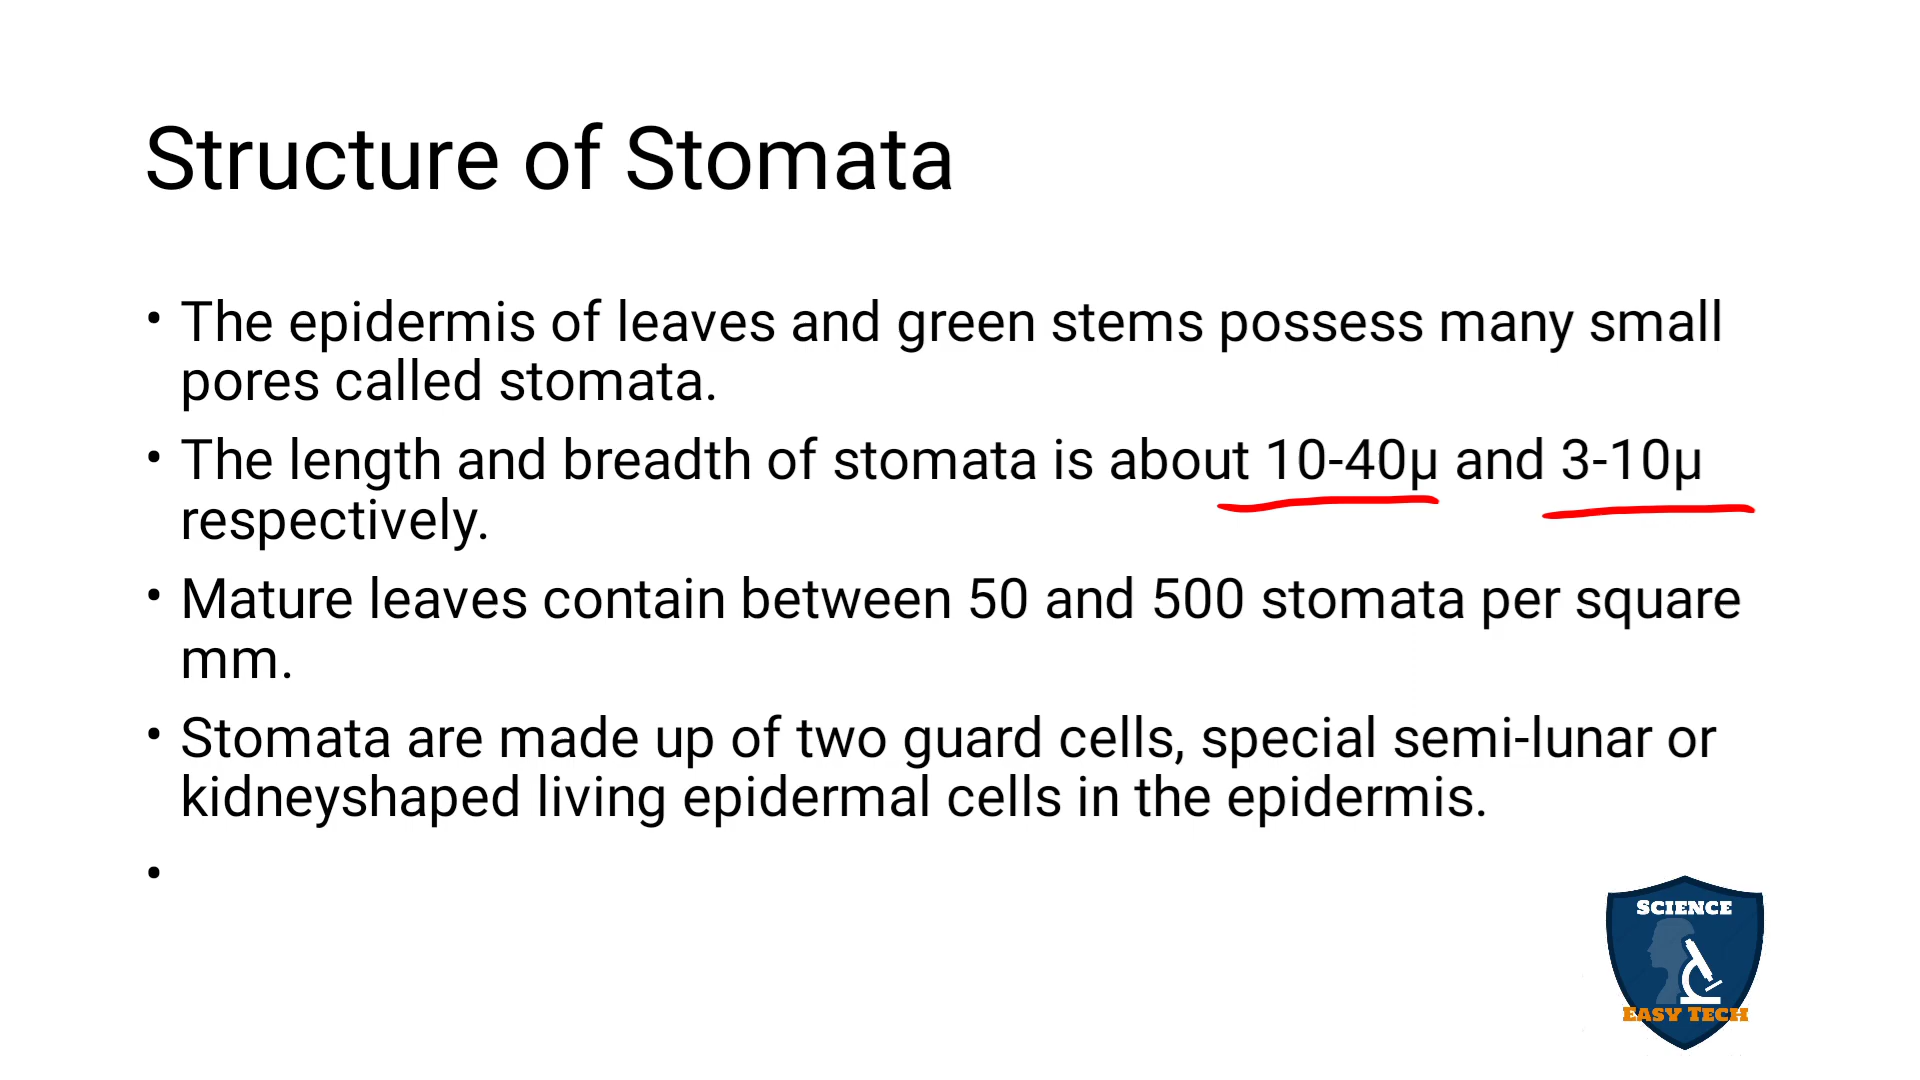 Structure of Stomata
• The epidermis of leaves and green stems possess many small
pores called stomata.
• The length and breadth of stomata is about 10-40µ and 3-10µ
respectively.
• Mature leaves contain between 50 and 500 stomata per square
mm.
• Stomata are made up of two guard cells, special semi-lunar or
kidneyshaped living epidermal cells in the epidermis.
•
SCIENCE
EASY TECH